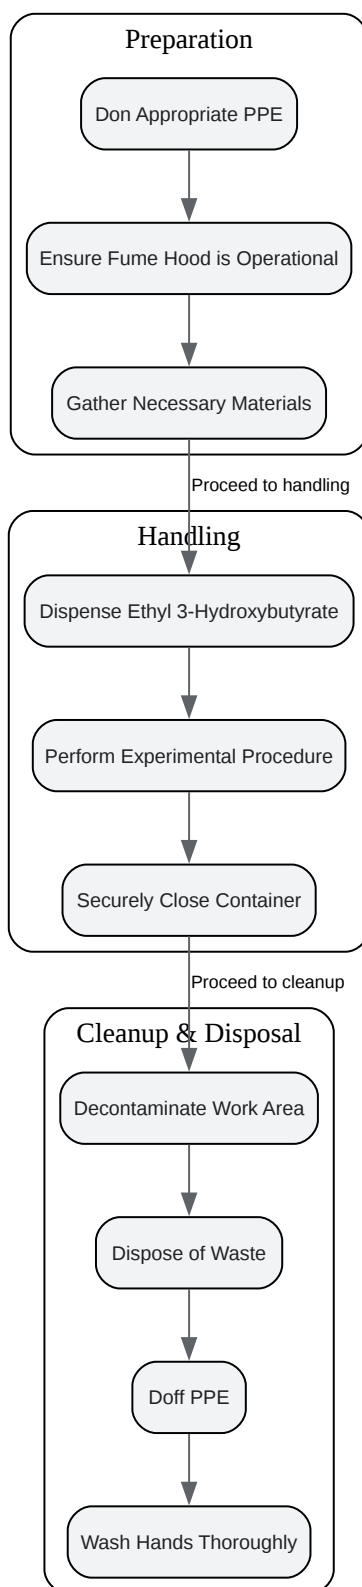 Preparation
Don Appropriate PPE
Ensure Fume Hood is Operational
Gather Necessary Materials
Proceed to handling
Handling
Dispense Ethyl 3-Hydroxybutyrate
Perform Experimental Procedure
Securely Close Container
Proceed to cleanup
Cleanup & Disposal
Decontaminate Work Area
Dispose of Waste
Doff PPE
Wash Hands Thoroughly